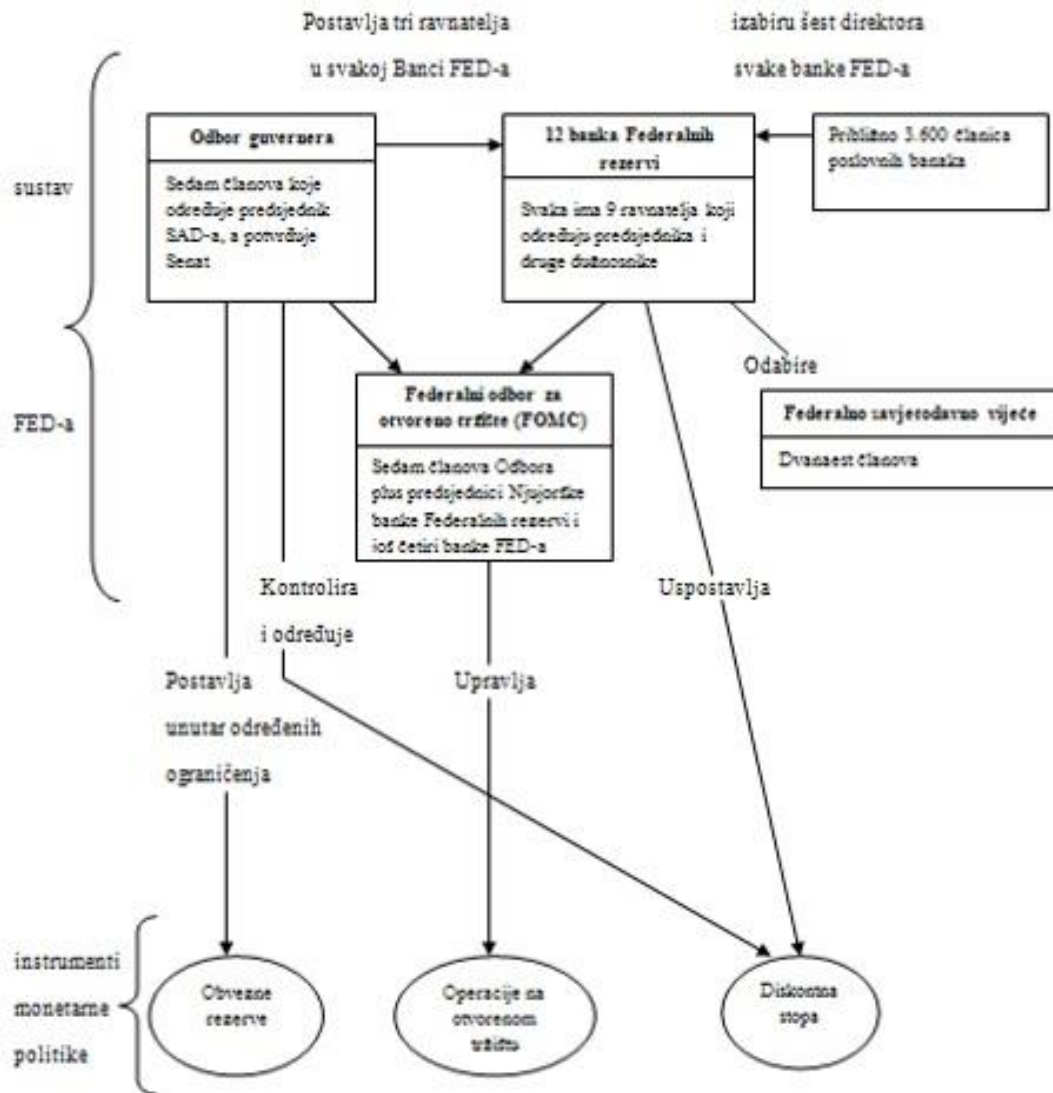 Postavlja tri ravnatelja
u svakoj Banci FED-a
izabiru šest direktora
svake banke FED-a
sustav
FED-a
Odbor guvernera
Sedam članova koje
određuje predsjednik
SAD-a, a potvrđuje
Senat
12 banka Federalnih
rezervi
Svaka ima 9 ravnatelja koji
određuju predsjednika i
druge dužnosnike
Približno 3.600 članica
poslovnih banaka
Odabire
Federalni odbor za
otvoreno tržište (FOMC)
Sedam članova Odbora
plus predsjednici Njujorške
banke Federalnih rezervi i
još četiri banke FED-a
Federalno savjetodavno vijeće
Dvanaest članova
Kontrolira
i određuje
Uspostavlja
Postavlja
unutar određenih
ograničenja
Upravlja
instrumenti
monetarne
politike
Obvezne
rezerve
Operacije na
otvorenom
tržištu
Diskontna
stopa